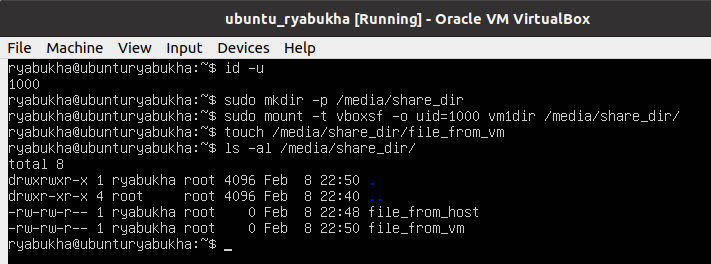 ubuntu_ryabukha [Running] - Oracle VM VirtualBox
File Machine View Input Devices Help
ryabukha@ubunturyabukha:~$ id -u
1000
ryabukha@ubunturyabukha:~$ sudo mkdir -p /media/share_dir
ryabukha@ubunturyabukha:~$ sudo mount -t vboxsf -o uid=1000 vm1dir /media/share_dir/
ryabukha@ubunturyabukha:~$ touch /media/share_dir/file_from_vm
ryabukha@ubunturyabukha:~$ ls -al /media/share_dir/
total 8
drwxrwxr-x 1 ryabukha root 4096 Feb  8 22:50 .
drwxr-xr-x 4 root     root 4096 Feb  8 22:40 ..
-rw-rw-r-- 1 ryabukha root    0 Feb  8 22:48 file_from_host
-rw-rw-r-- 1 ryabukha root    0 Feb  8 22:50 file_from_vm
ryabukha@ubunturyabukha:~$ _